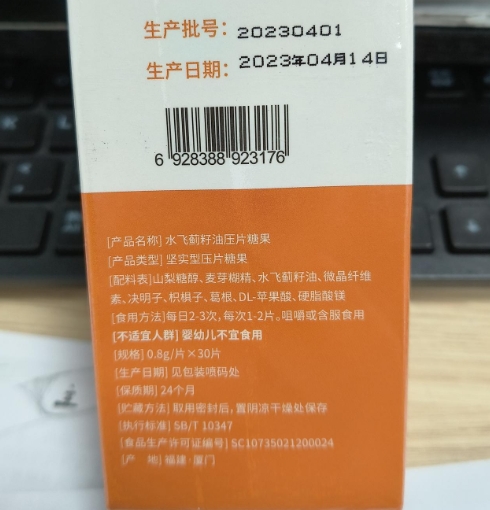 生产批号：20230401
生产日期：2023年04月14日
6 928388 923176
[产品名称] 水飞蓟籽油压片糖果
[产品类型] 坚实型压片糖果
[配料表]山梨糖醇、麦芽糊精、水飞蓟籽油、微晶纤维
素、决明子、枳椇子、葛根、DL-苹果酸、硬脂酸镁
[食用方法]每日2-3次，每次1-2片。咀嚼或含服食用
[不适宜人群] 婴幼儿不宜食用
[规格] 0.8g/片×30片
[生产日期] 见包装喷码处
[保质期] 24个月
[贮藏方法] 取用密封后，置阴凉干燥处保存
[执行标准] SB/T 10347
[食品生产许可证编号] SC10735021200024
[产 地] 福建·厦门